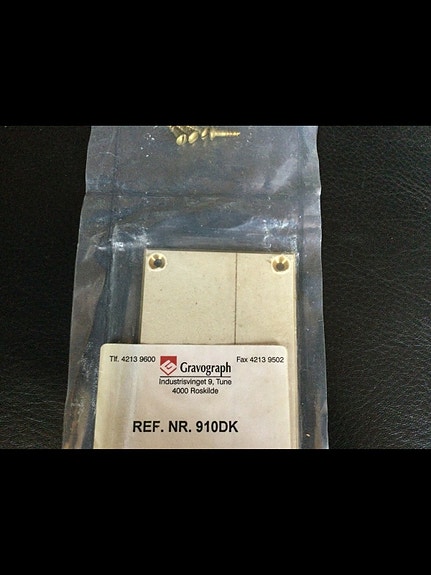 Tlf. 4213 9600
Gravograph
Fax 4213 9502
Industrisvinget 9, Tune
4000 Roskilde
REF. NR. 910DK